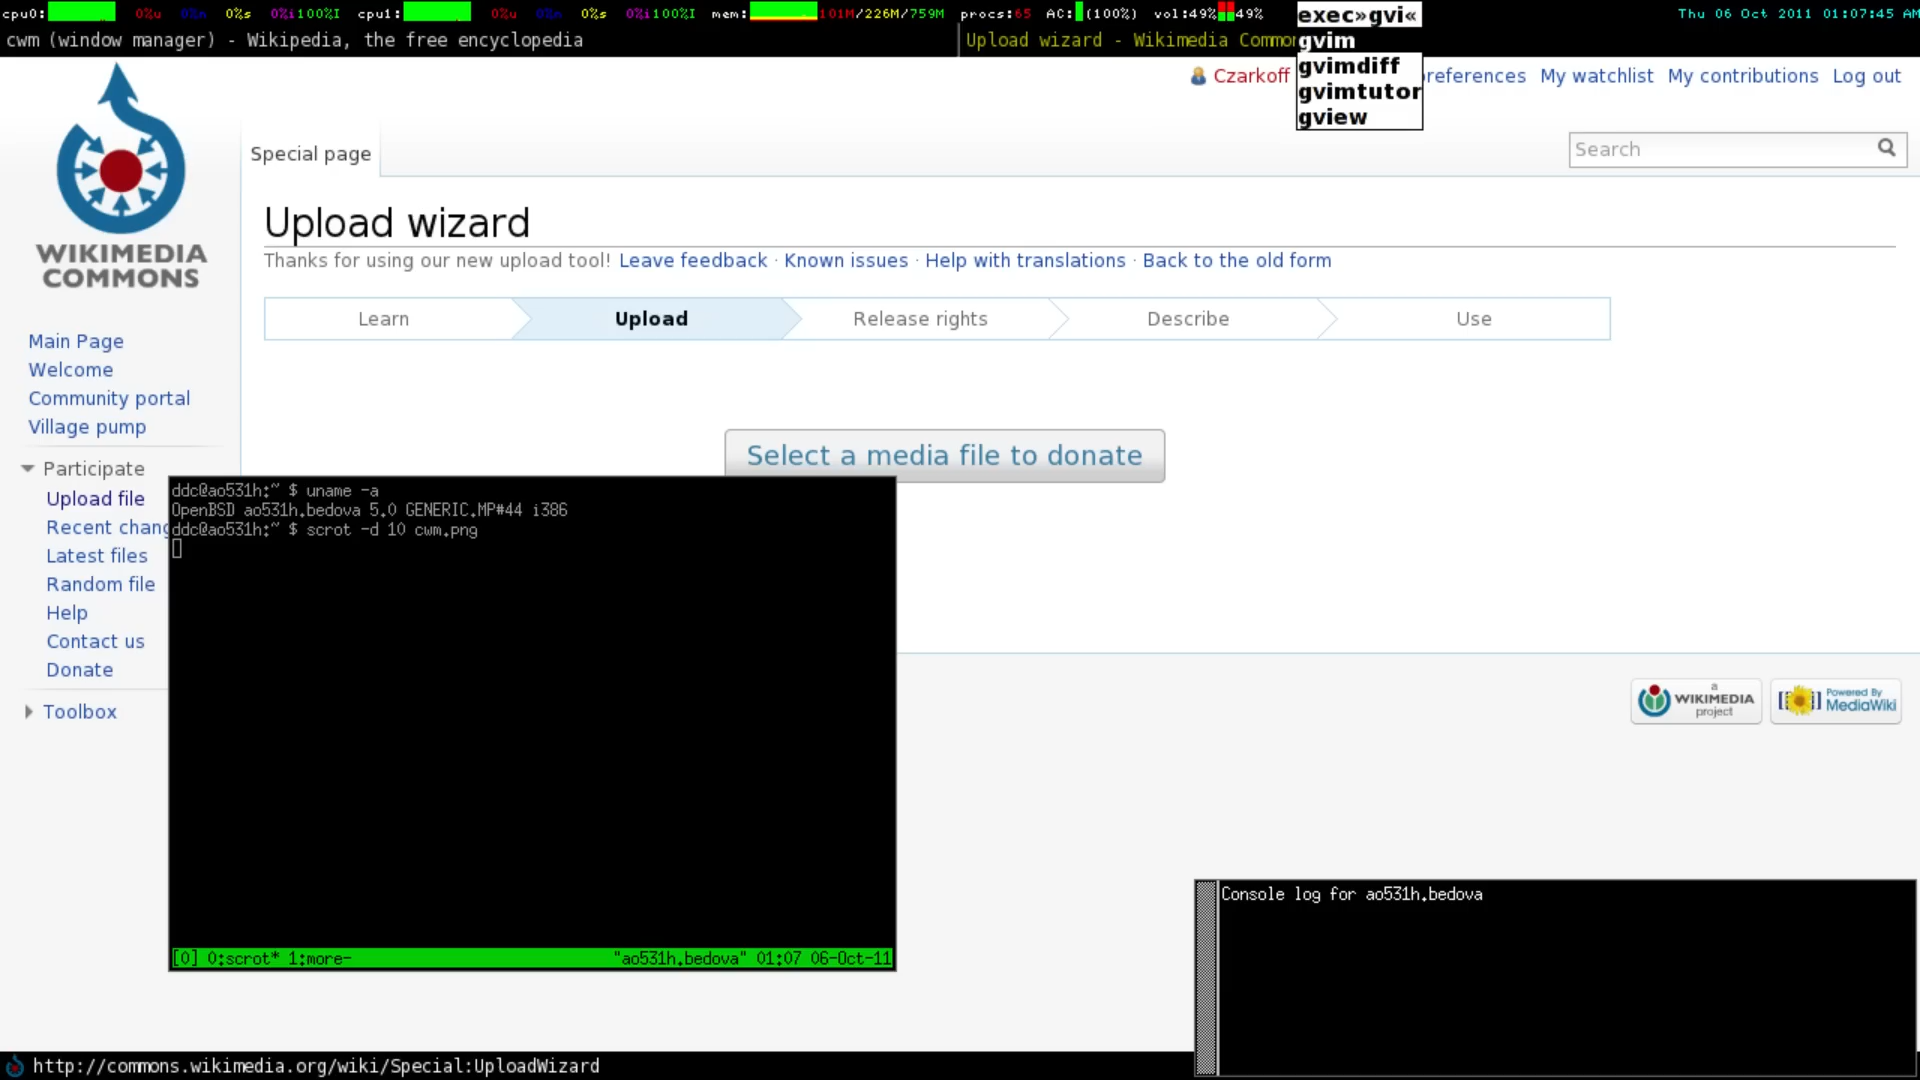 cpu0: 0%u 0%n 0%s 0%i100%I cpu1: 0%u 0%n 0%s 0%i100%I mem: 101M/226M/759M procs:65 AC: (100%) vol:49% 49%
exec»gvi«
Thu 06 Oct 2011 01:07:45 AM
cwm (window manager) - Wikipedia, the free encyclopedia
Upload wizard - Wikimedia Commo
gvim
gvimdiff
gvimtutor
gview
Czarkoff
references My watchlist My contributions Log out
Special page
Search
WIKIMEDIA
COMMONS
Upload wizard
Thanks for using our new upload tool! Leave feedback · Known issues · Help with translations · Back to the old form
Learn
Upload
Release rights
Describe
Use
Main Page
Welcome
Community portal
Village pump
Participate
Upload file
Recent chang
Latest files
Random file
Help
Contact us
Donate
Toolbox
Select a media file to donate
ddc@ao531h:~ $ uname -a
OpenBSD ao531h.bedova 5.0 GENERIC.MP#44 i386
ddc@ao531h:~ $ scrot -d 10 cwm.png
[0] 0:scrot* 1:more- "ao531h.bedova" 01:07 06-Oct-11
a
WIKIMEDIA
project
Powered By
MediaWiki
Console log for ao531h.bedova
http://commons.wikimedia.org/wiki/Special:UploadWizard